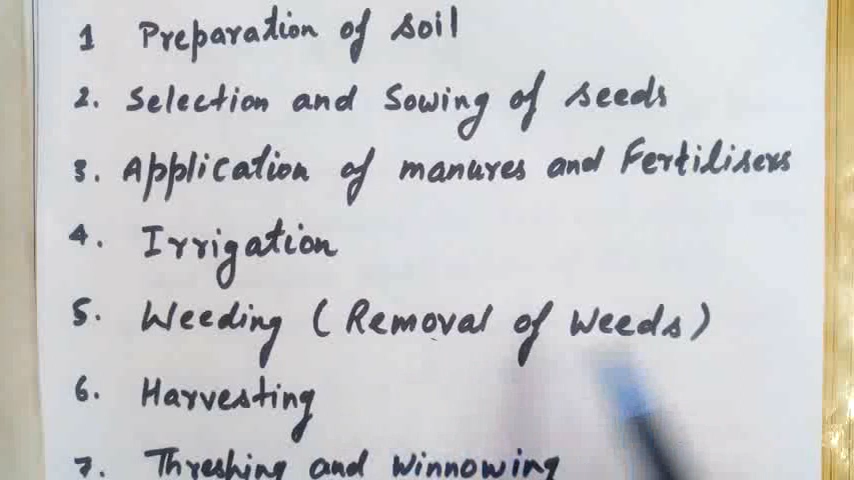 1 Preparation of soil
2. Selection and Sowing of seeds
3. Application of manures and Fertilisers
4. Irrigation
5. Weeding (Removal of Weeds)
6. Harvesting
7. Threshing and Winnowing